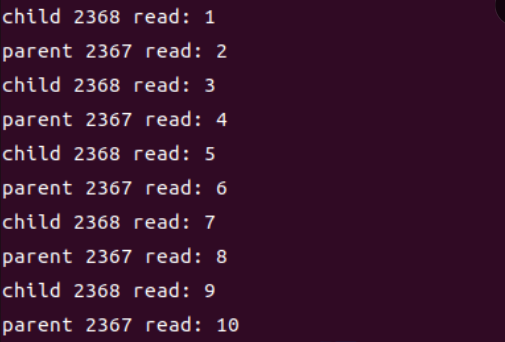 child 2368 read: 1
parent 2367 read: 2
child 2368 read: 3
parent 2367 read: 4
child 2368 read: 5
parent 2367 read: 6
child 2368 read: 7
parent 2367 read: 8
child 2368 read: 9
parent 2367 read: 10